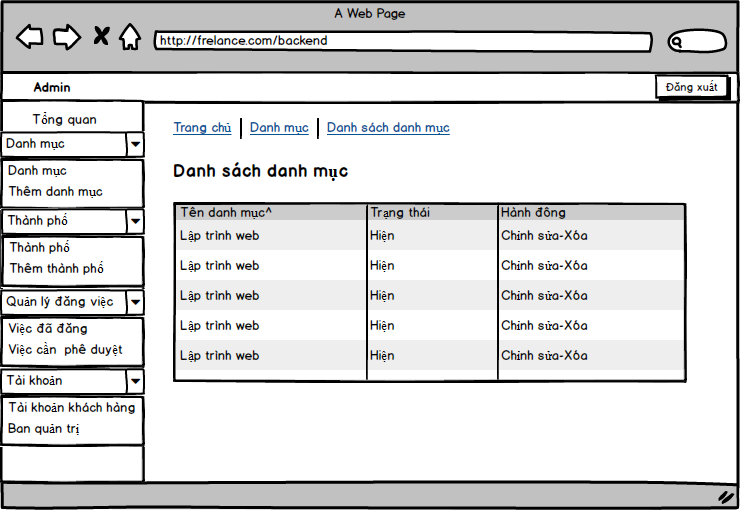 A Web Page
http://frelance.com/backend
Admin
Đăng xuất
Tổng quan
Danh mục
Danh mục
Thêm danh mục
Thành phố
Thành phố
Thêm thành phố
Quản lý đăng việc
Việc đã đăng
Việc cần phê duyệt
Tài khoản
Tài khoản khách hàng
Ban quản trị
Trang chủ | Danh mục | Danh sách danh mục
Danh sách danh mục
Tên danh mục^ Trạng thái Hành đông
Lập trình web Hiện Chỉnh sửa-Xóa
Lập trình web Hiện Chỉnh sửa-Xóa
Lập trình web Hiện Chỉnh sửa-Xóa
Lập trình web Hiện Chỉnh sửa-Xóa
Lập trình web Hiện Chỉnh sửa-Xóa